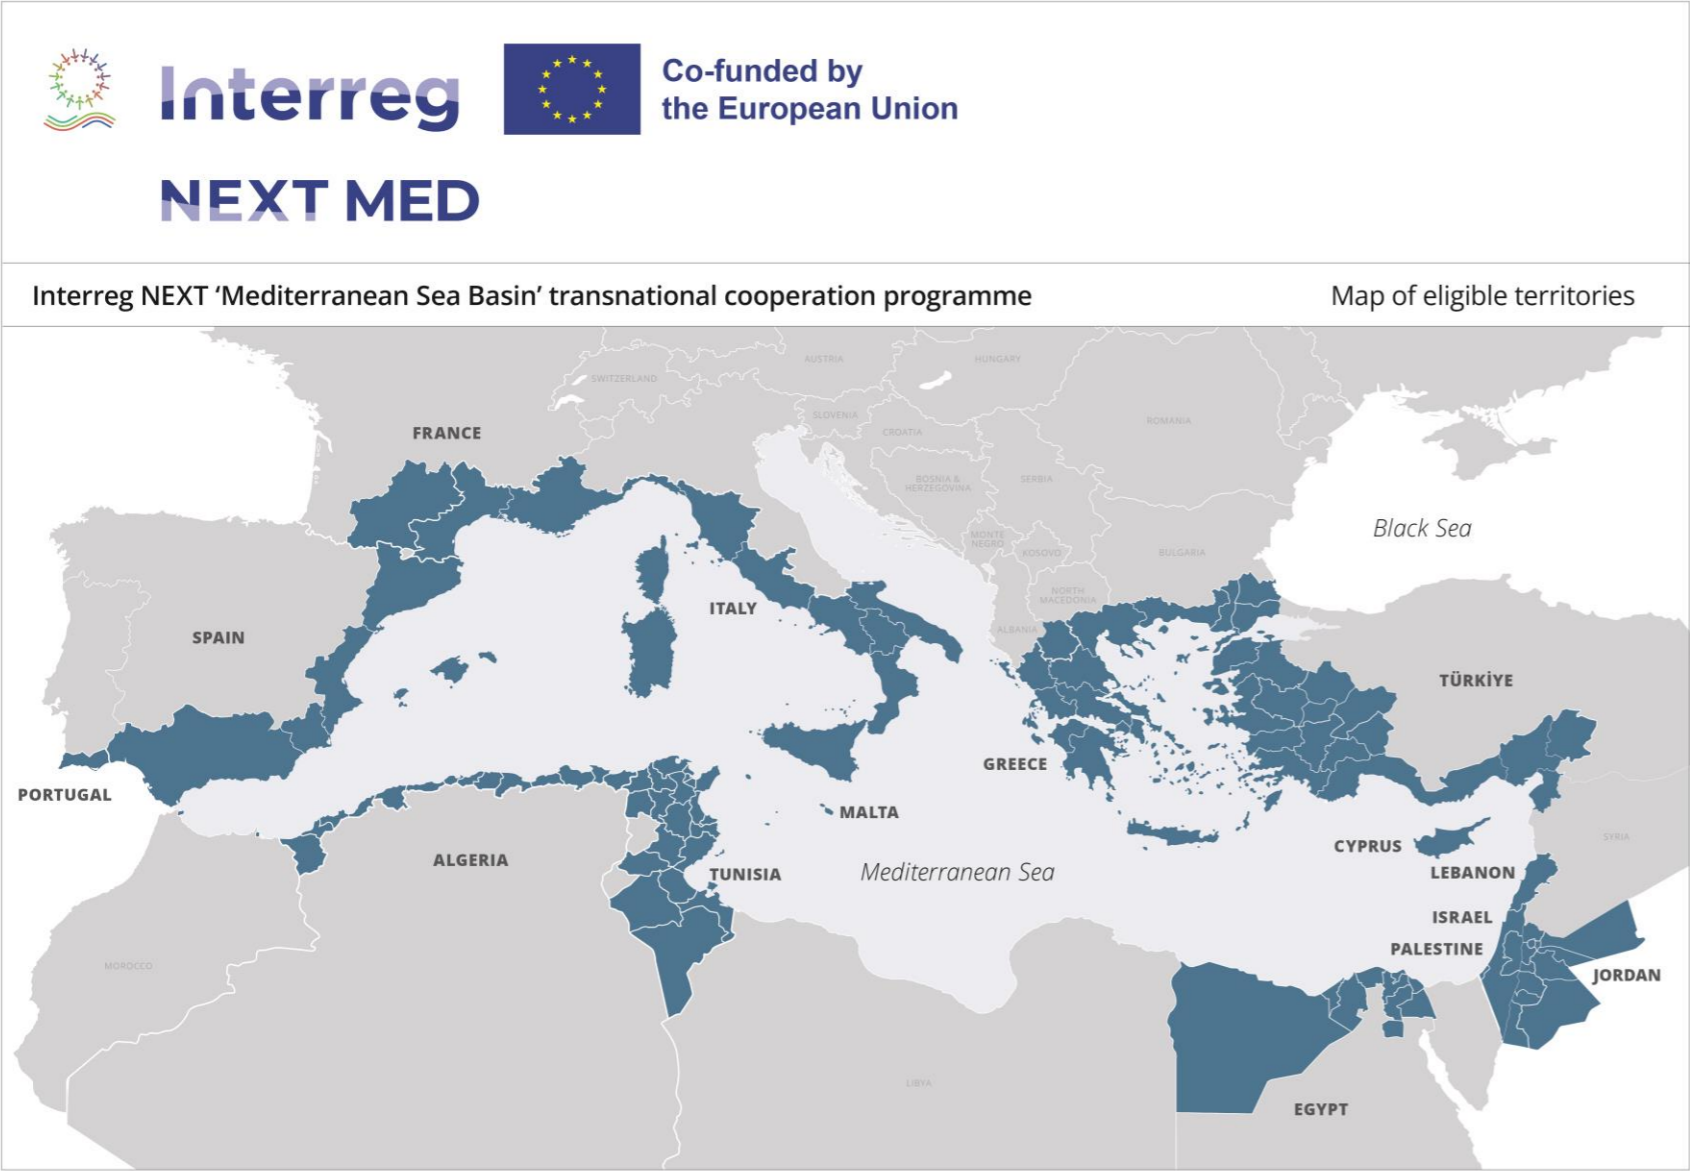 Interreg
Co-funded by
the European Union
NEXT MED
Interreg NEXT ‘Mediterranean Sea Basin’ transnational cooperation programme
Map of eligible territories
AUSTRIA
HUNGARY
SWITZERLAND
SLOVENIA
ROMANIA
CROATIA
FRANCE
BOSNIA &
HERZEGOVINA
SERBIA
Black Sea
MONTE
NEGRO
KOSOVO
BULGARIA
NORTH
MACEDONIA
ITALY
ALBANIA
SPAIN
TÜRKİYE
GREECE
PORTUGAL
MALTA
SYRIA
CYPRUS
ALGERIA
TUNISIA
Mediterranean Sea
LEBANON
ISRAEL
PALESTINE
MOROCCO
JORDAN
LIBYA
EGYPT